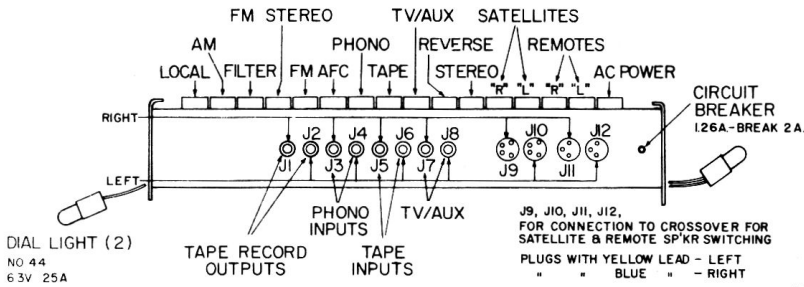 FM STEREO TV/AUX SATELLITES
AM PHONO REVERSE REMOTES
LOCAL FILTER FM AFC TAPE STEREO "R" "L" "R" "L" AC POWER
CIRCUIT
BREAKER
1.26A.-BREAK 2A.
RIGHT
J2 J4 J6 J8 J10 J12
J1 J3 J5 J7 J9 J11
LEFT
PHONO
INPUTS
TV/AUX
TAPE RECORD
OUTPUTS
TAPE
INPUTS
DIAL LIGHT (2)
NO 44
6 3V 25A
J9, J10, J11, J12,
FOR CONNECTION TO CROSSOVER FOR
SATELLITE & REMOTE SP'KR SWITCHING
PLUGS WITH YELLOW LEAD - LEFT
" " BLUE " - RIGHT